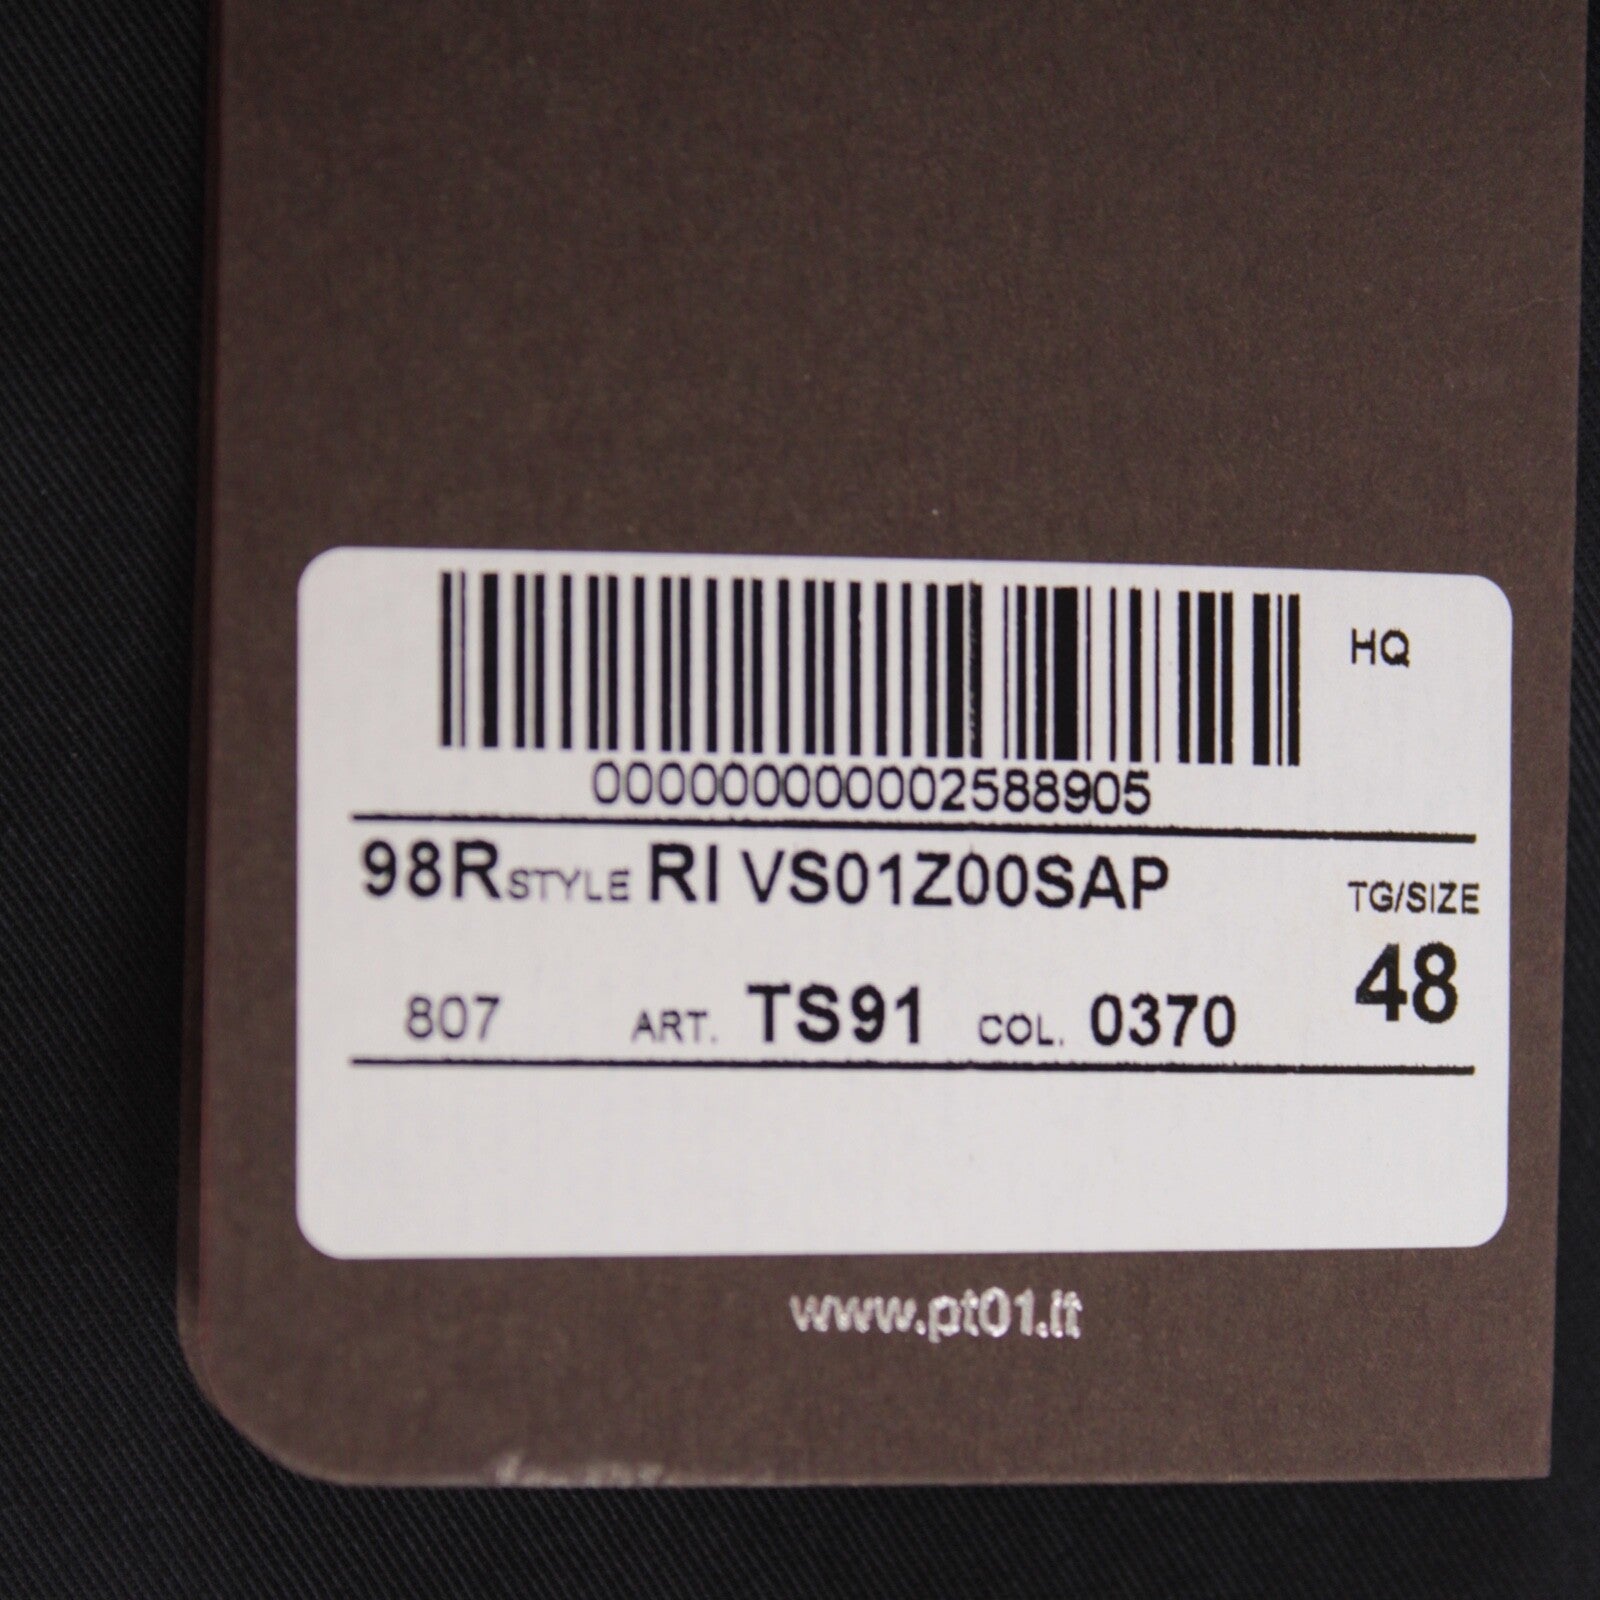 HQ
0000000000002588905
98R STYLE RI VS01Z00SAP
TG/SIZE
48
807 ART. TS91 COL. 0370
www.pt01.it